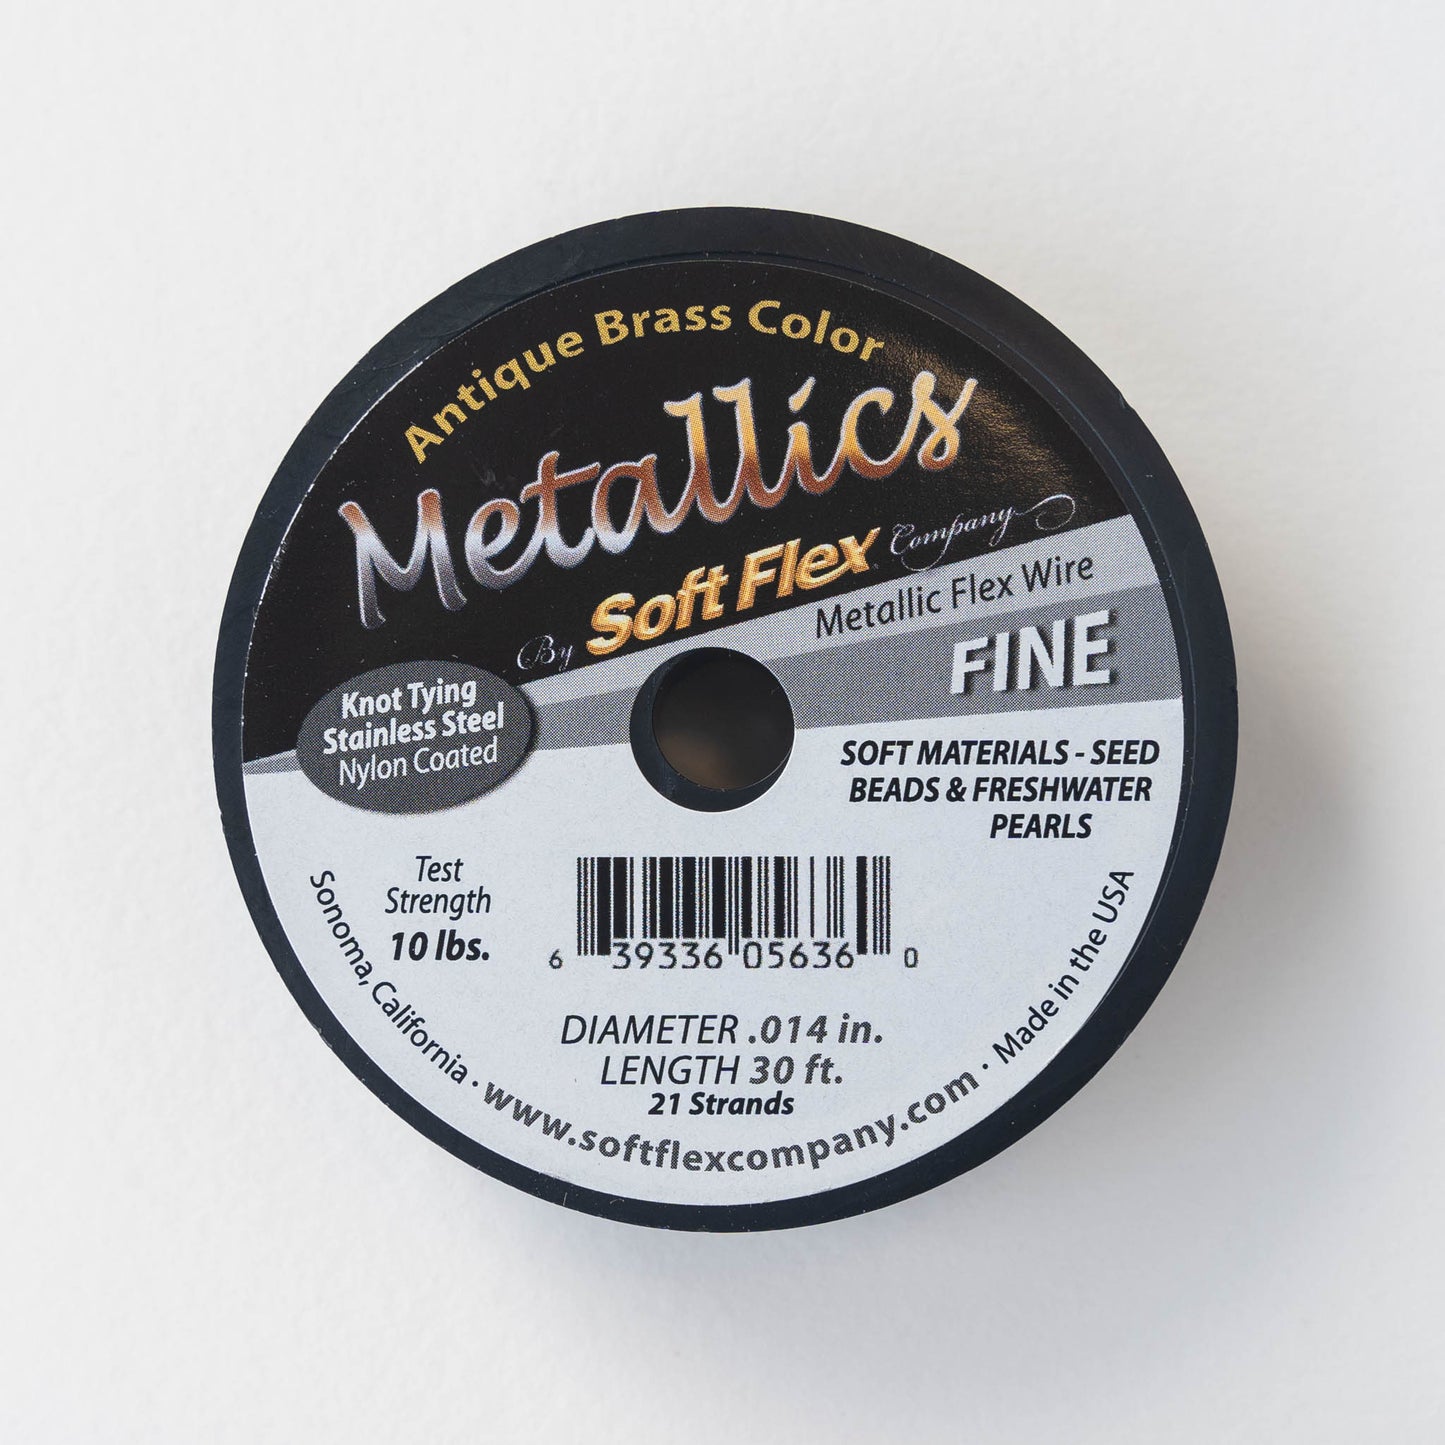 Antique Brass Color
Metallics
By Soft Flex Company
Metallic Flex Wire
FINE
Knot Tying
Stainless Steel
Nylon Coated
SOFT MATERIALS - SEED
BEADS & FRESHWATER
PEARLS
Test
Strength
10 lbs.
6 39336 05636 0
DIAMETER .014 in.
LENGTH 30 ft.
21 Strands
Sonoma, California · www.softflexcompany.com · Made in the USA